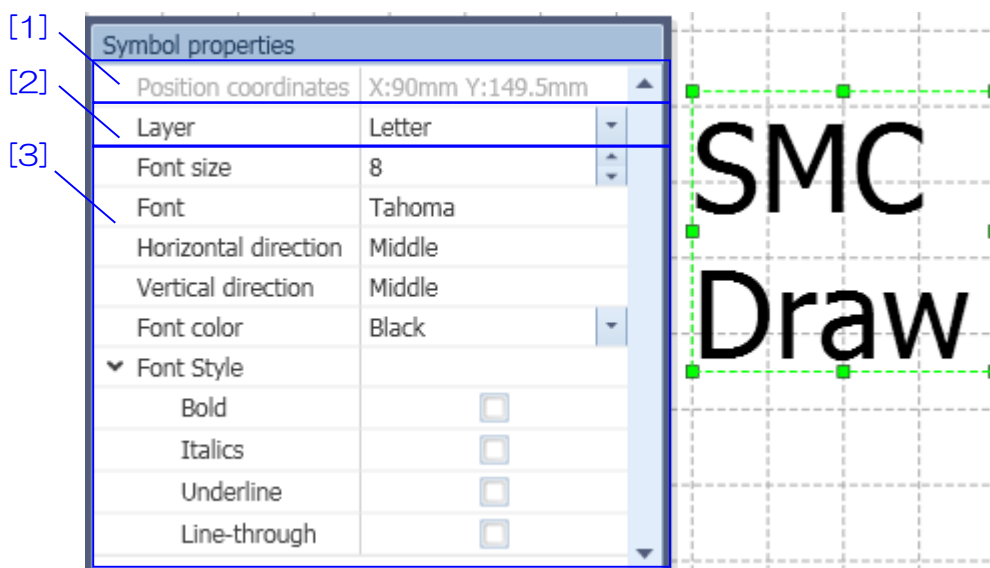 [1]
Symbol properties
Position coordinates X:90mm Y:149.5mm
[2]
Layer Letter
[3]
Font size 8
Font Tahoma
Horizontal direction Middle
Vertical direction Middle
Font color Black
Font Style
Bold
Italics
Underline
Line-through
SMC
Draw